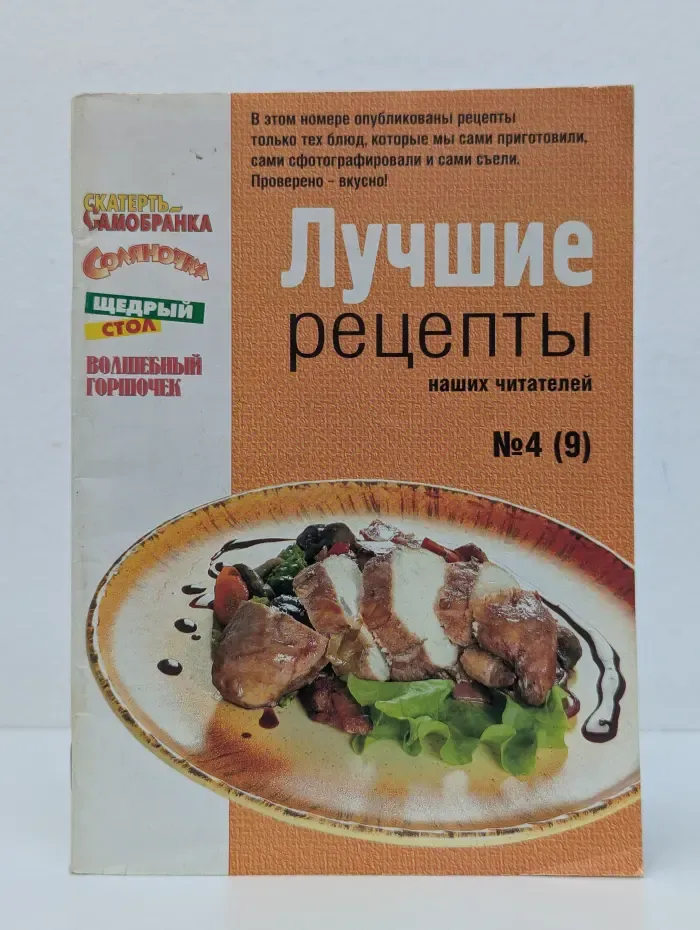 В этом номере опубликованы рецепты
только тех блюд, которые мы сами приготовили,
сами сфотографировали и сами съели.
Проверено – вкусно!
СКАТЕРТЬ-
САМОБРАНКА
СОЛЯНОЧКА
ЩЕДРЫЙ
СТОЛ
ВОЛШЕБНЫЙ
ГОРШОЧЕК
Лучшие
рецепты
наших читателей
№4 (9)